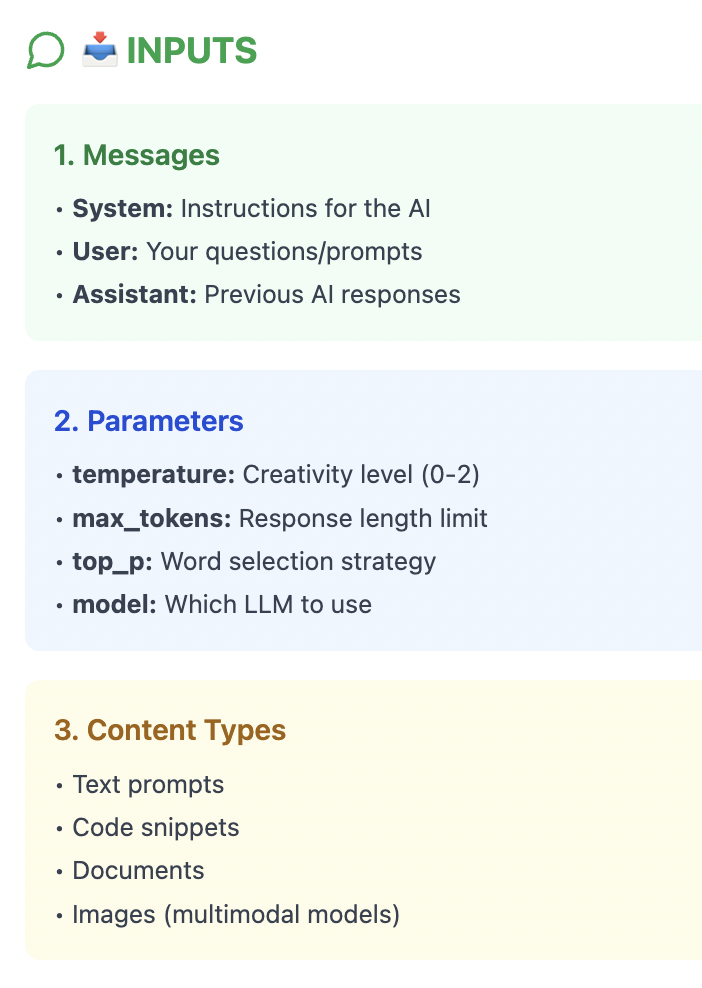 📥 INPUTS
1. Messages
• System: Instructions for the AI
• User: Your questions/prompts
• Assistant: Previous AI responses
2. Parameters
• temperature: Creativity level (0-2)
• max_tokens: Response length limit
• top_p: Word selection strategy
• model: Which LLM to use
3. Content Types
• Text prompts
• Code snippets
• Documents
• Images (multimodal models)